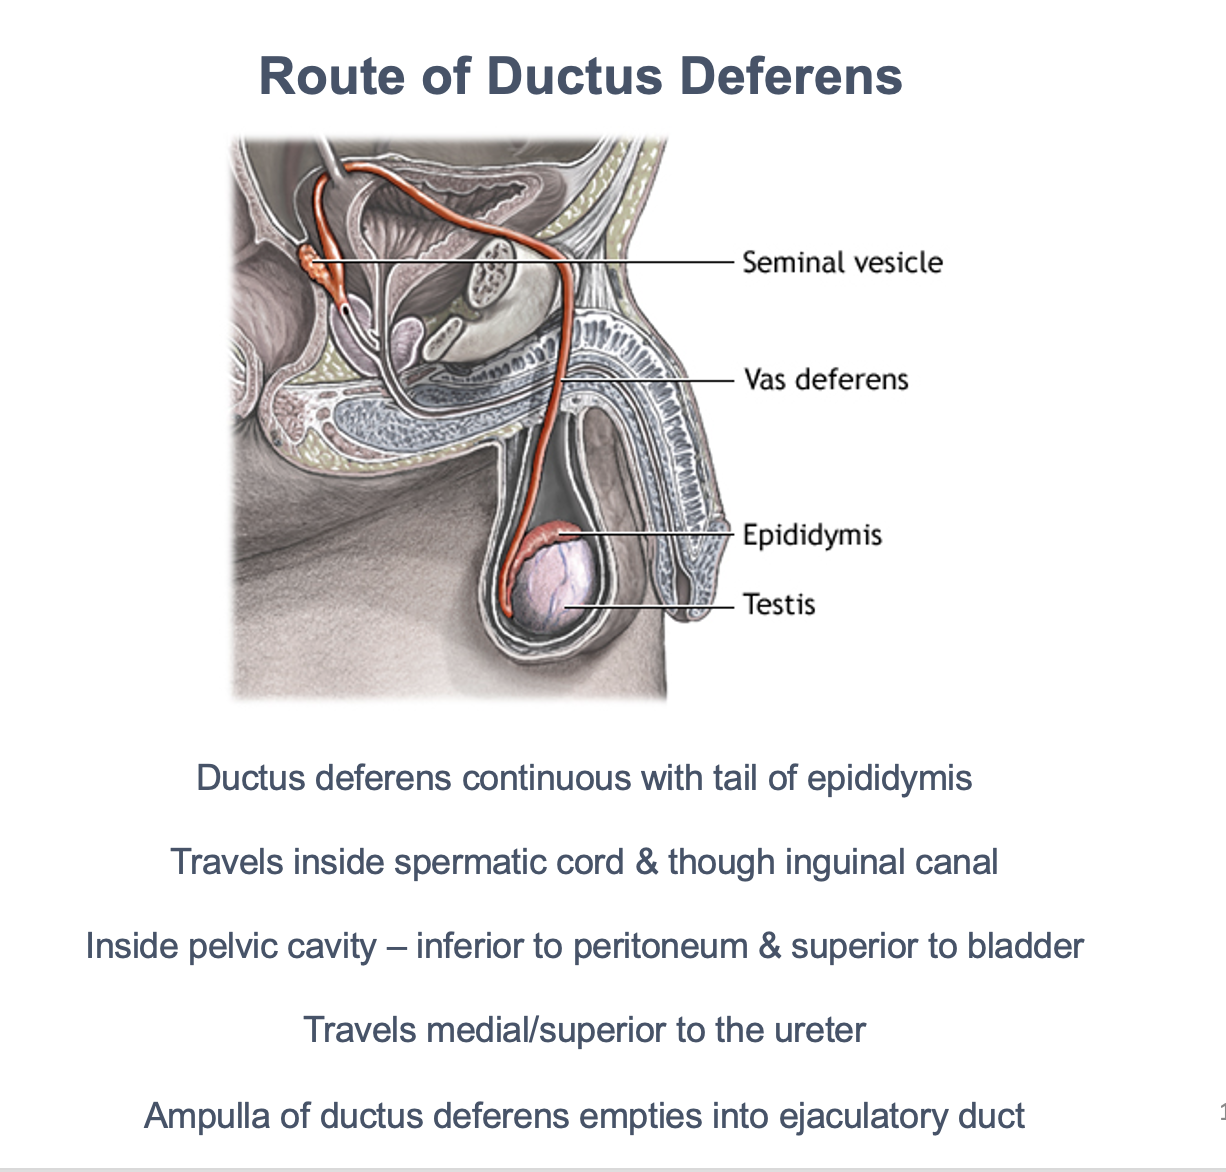 Route of Ductus Deferens
Seminal vesicle
Vas deferens
Epididymis
Testis
Ductus deferens continuous with tail of epididymis
Travels inside spermatic cord & though inguinal canal
Inside pelvic cavity – inferior to peritoneum & superior to bladder
Travels medial/superior to the ureter
Ampulla of ductus deferens empties into ejaculatory duct